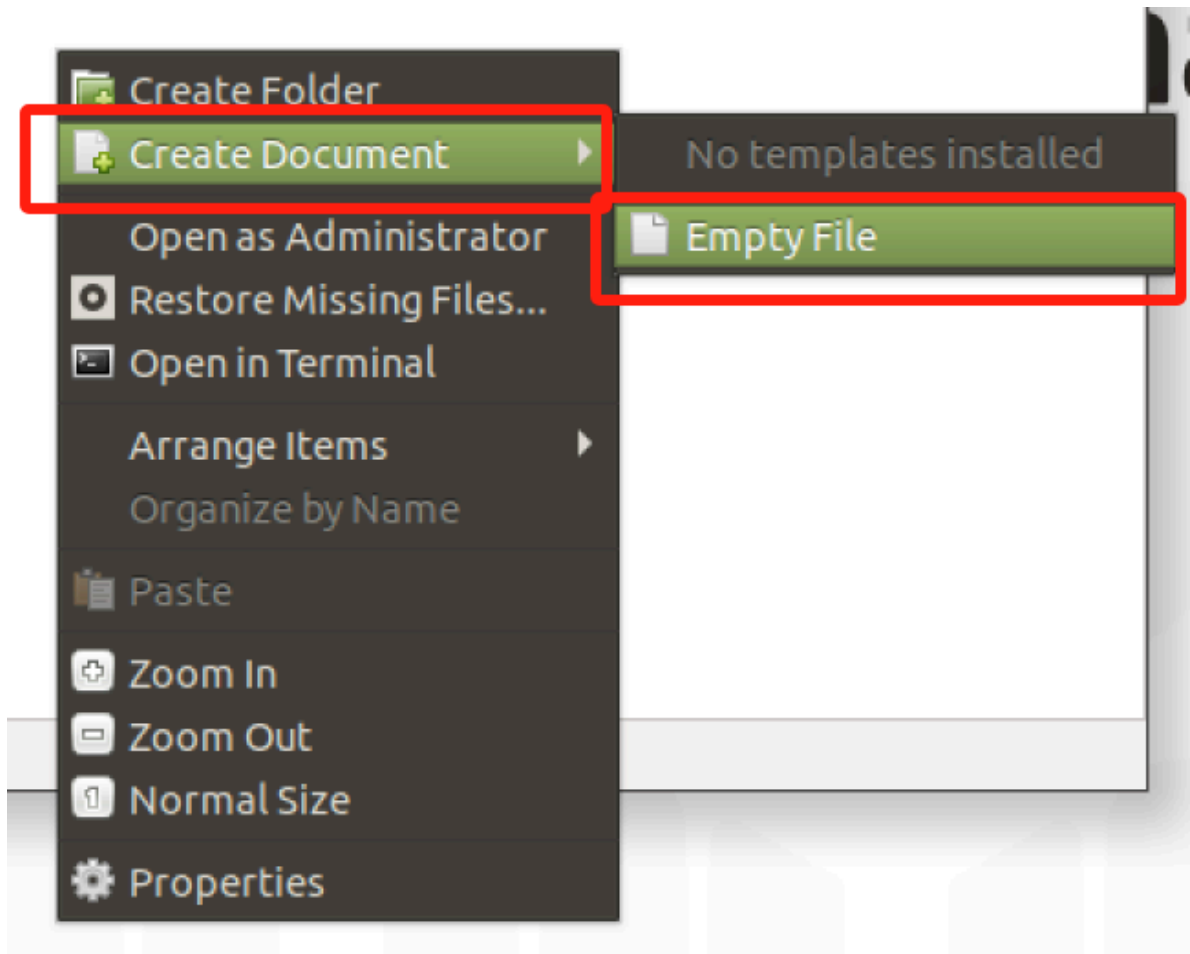 Create Folder
Create Document
No templates installed
Open as Administrator
Empty File
Restore Missing Files...
Open in Terminal
Arrange Items
Organize by Name
Paste
Zoom In
Zoom Out
Normal Size
Properties